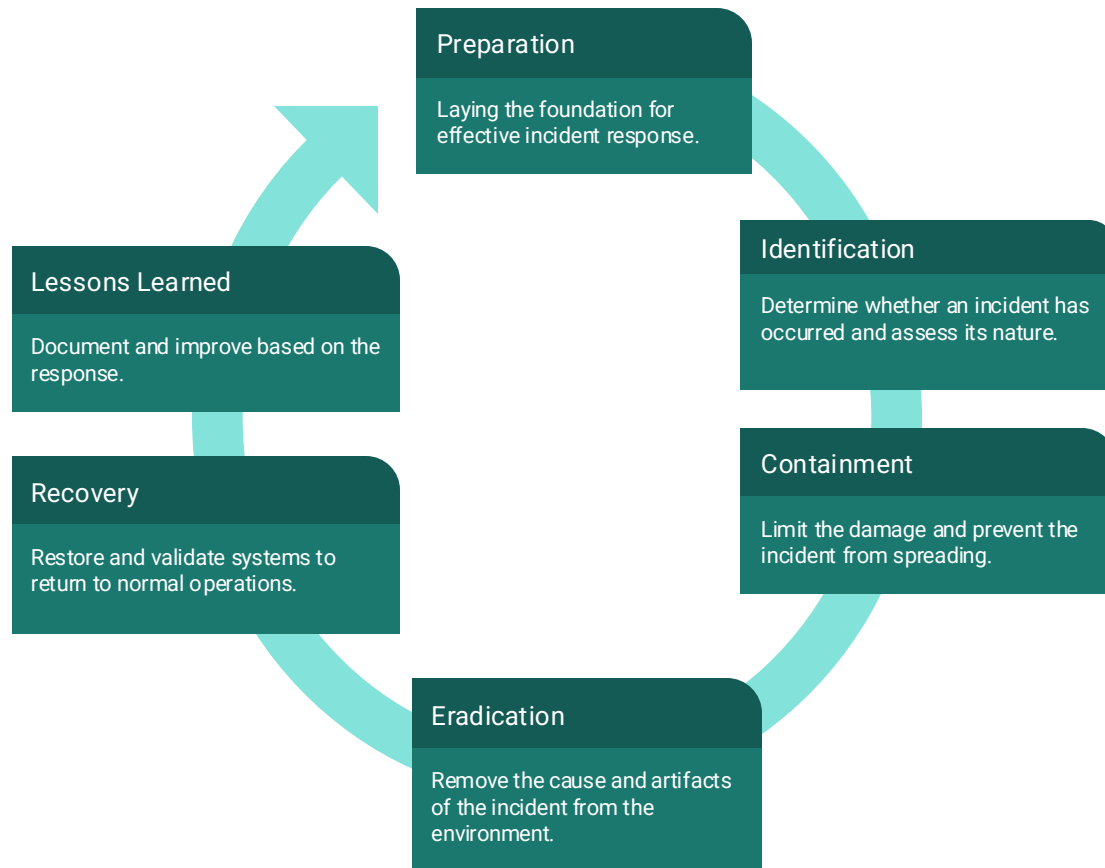 Preparation
Laying the foundation for
effective incident response.
Identification
Determine whether an incident has
occurred and assess its nature.
Containment
Limit the damage and prevent the
incident from spreading.
Eradication
Remove the cause and artifacts
of the incident from the
environment.
Recovery
Restore and validate systems to
return to normal operations.
Lessons Learned
Document and improve based on the
response.